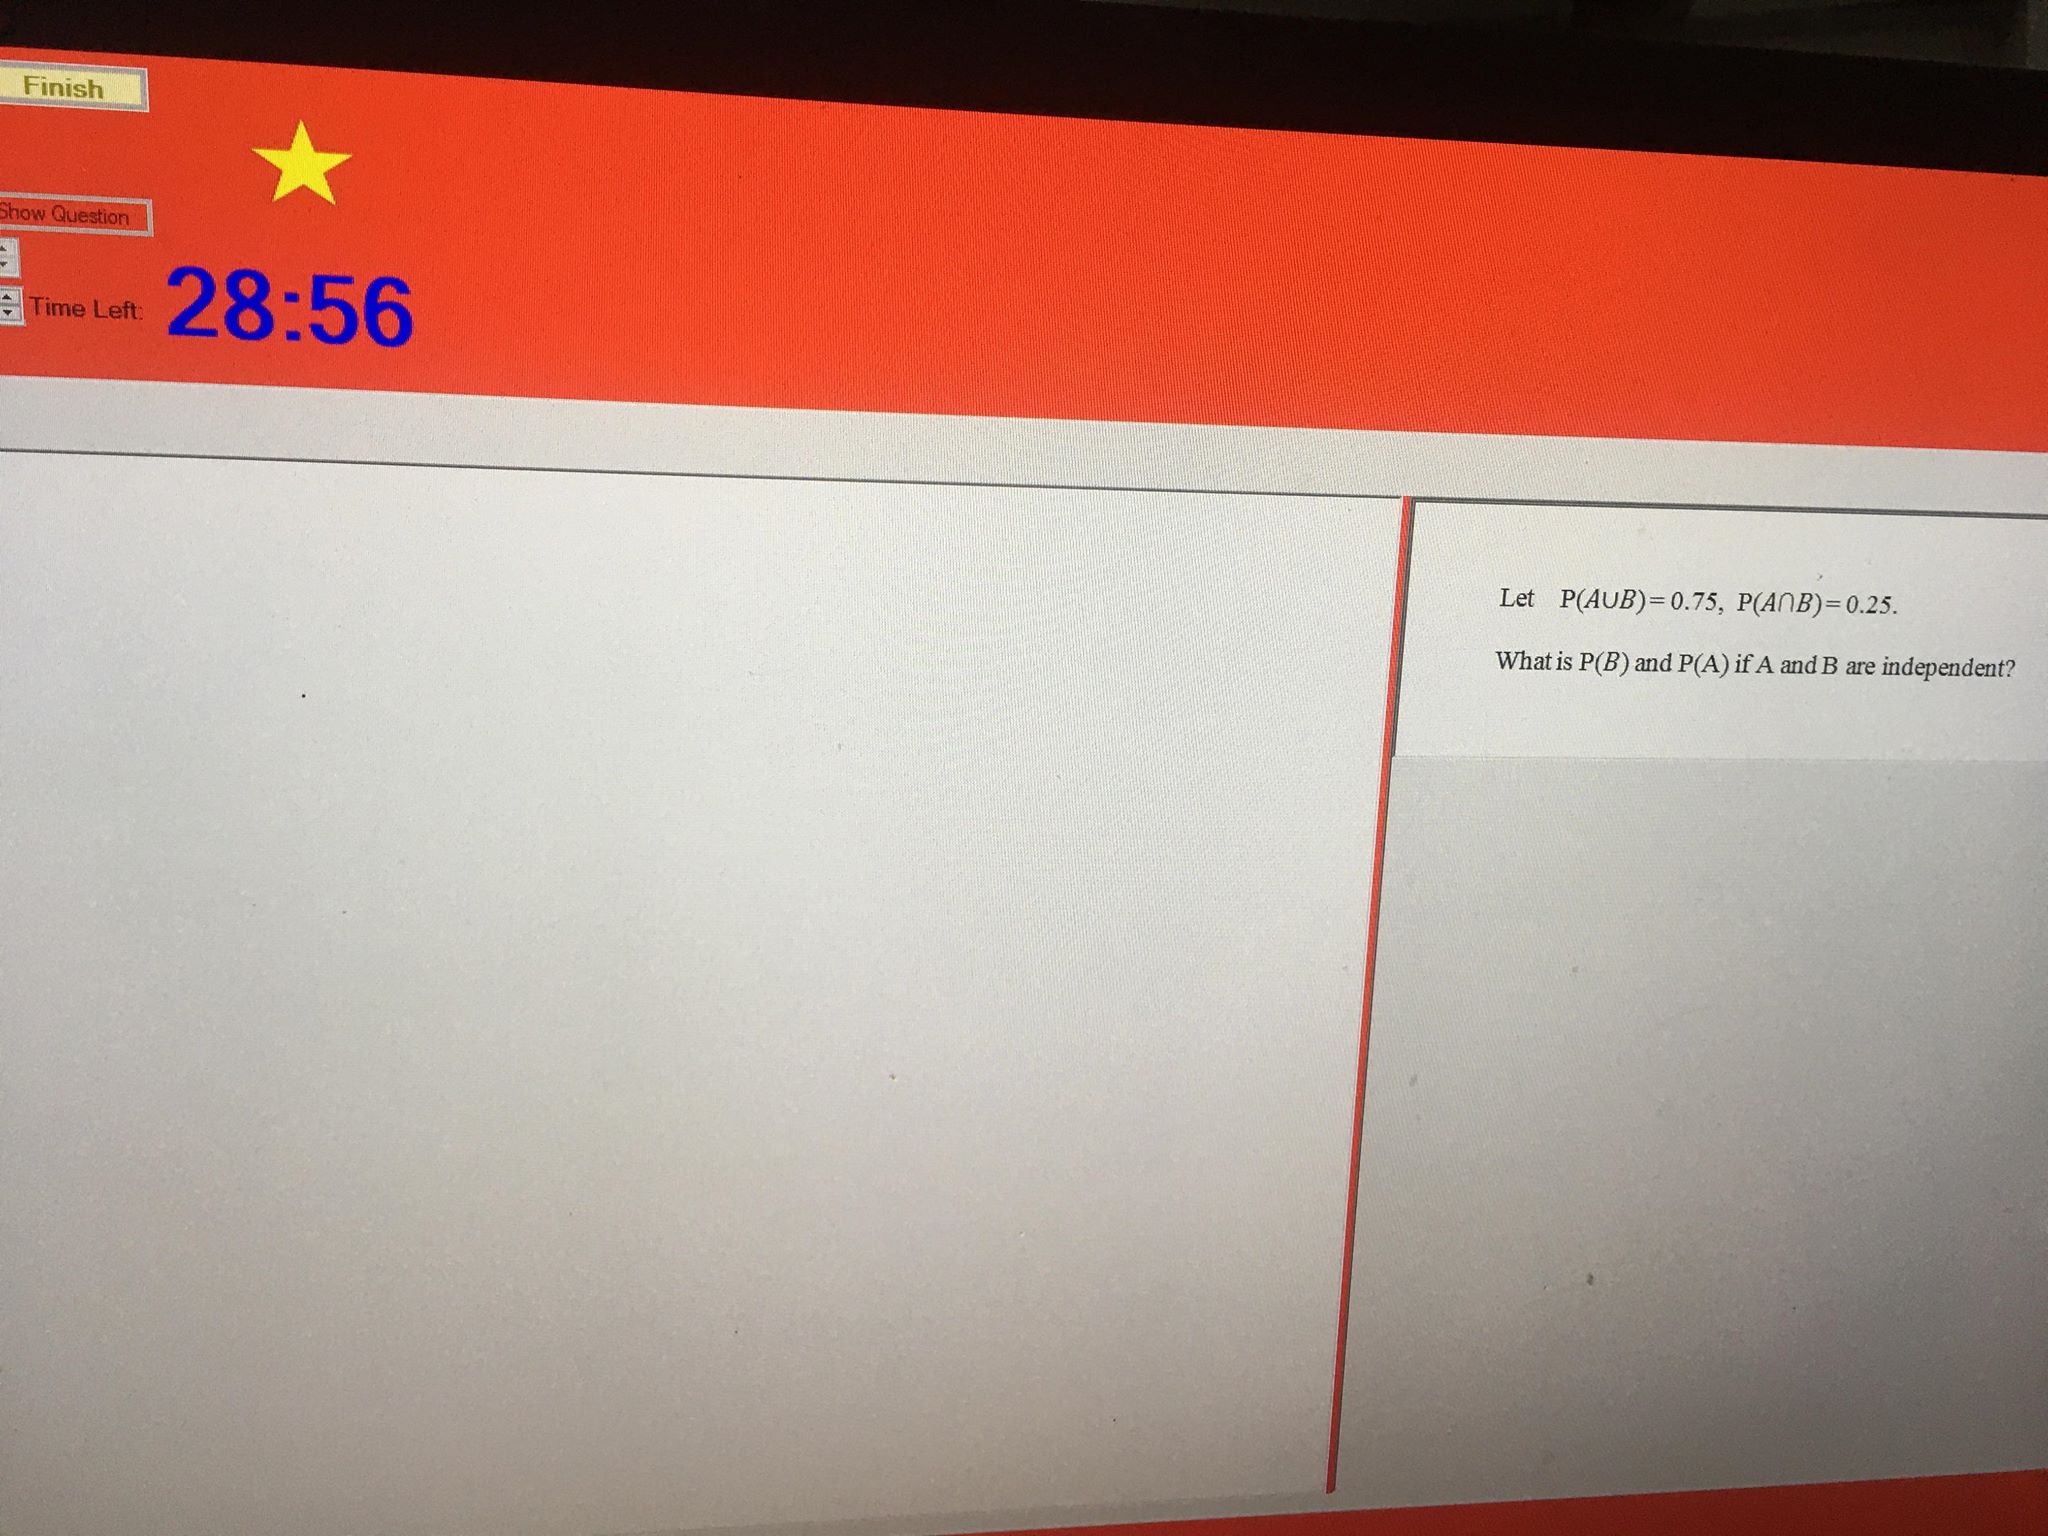 Finish
Show Question
Time Left: 28:56
Let P(A∪B)= 0.75, P(A∩B)= 0.25.
What is P(B) and P(A) if A and B are independent?